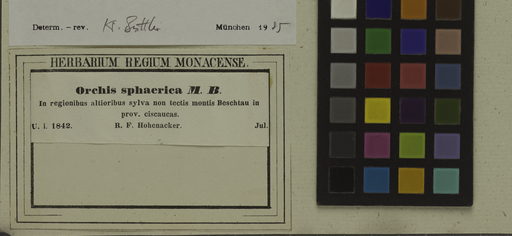 Determ. – rev. München 1985
HERBARIUM REGIUM MONACENSE.
Orchis sphaerica M. B.
In regionibus altioribus sylva non tectis montis Beschtau in
prov. ciscaucas.
U. i. 1842. R. F. Hohenacker. Jul.